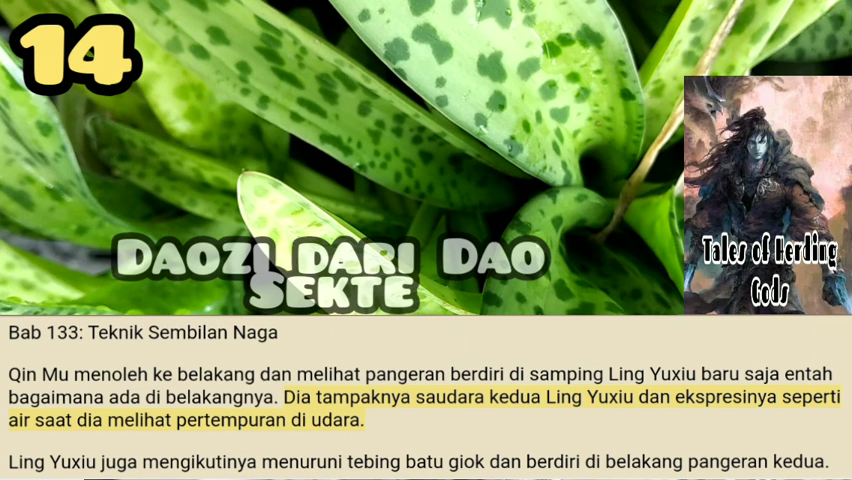 14
Daozi dari Dao
Sekte
Tales of Herding
Gods
Bab 133: Teknik Sembilan Naga
Qin Mu menoleh ke belakang dan melihat pangeran berdiri di samping Ling Yuxiu baru saja entah
bagaimana ada di belakangnya. Dia tampaknya saudara kedua Ling Yuxiu dan ekspresinya seperti
air saat dia melihat pertempuran di udara.
Ling Yuxiu juga mengikutinya menuruni tebing batu giok dan berdiri di belakang pangeran kedua.